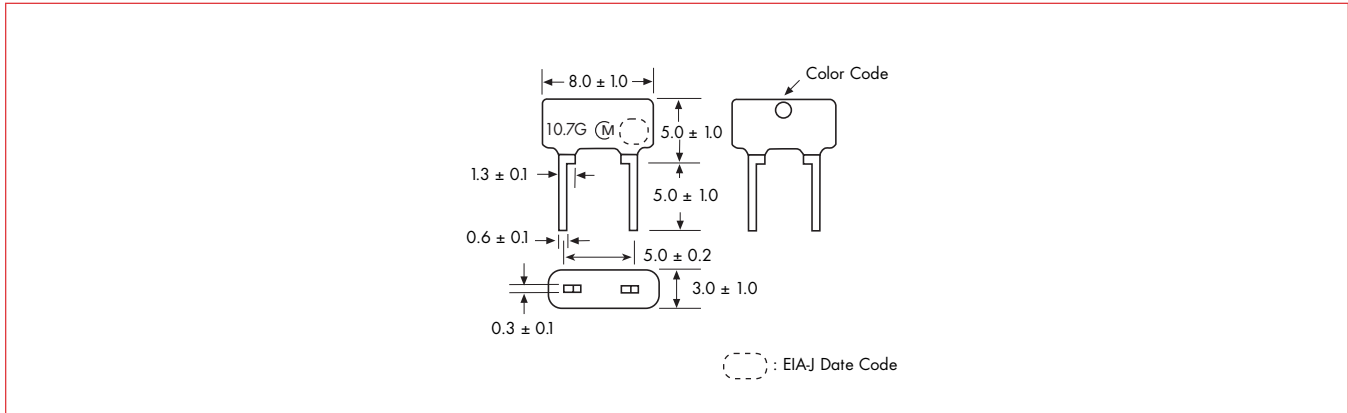 Color Code
8.0 ± 1.0
10.7G M
5.0 ± 1.0
1.3 ± 0.1
5.0 ± 1.0
0.6 ± 0.1
5.0 ± 0.2
3.0 ± 1.0
0.3 ± 0.1
: EIA-J Date Code